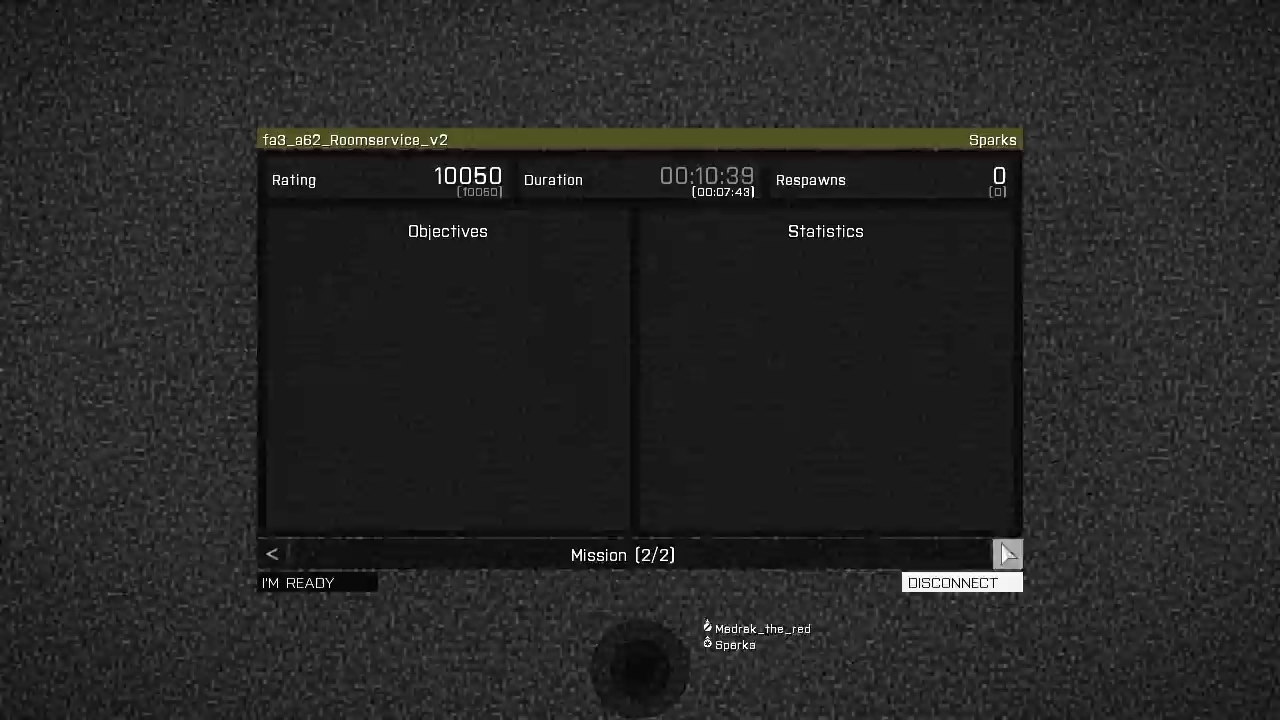 fa3_a62_Roomservice_v2 Sparks
Rating 10050 Duration 00:10:39 Respawns 0
(10050) (00:07:43) (0)
Objectives Statistics
< Mission (2/2)
I'M READY DISCONNECT
Medrak_the_red
Sparks